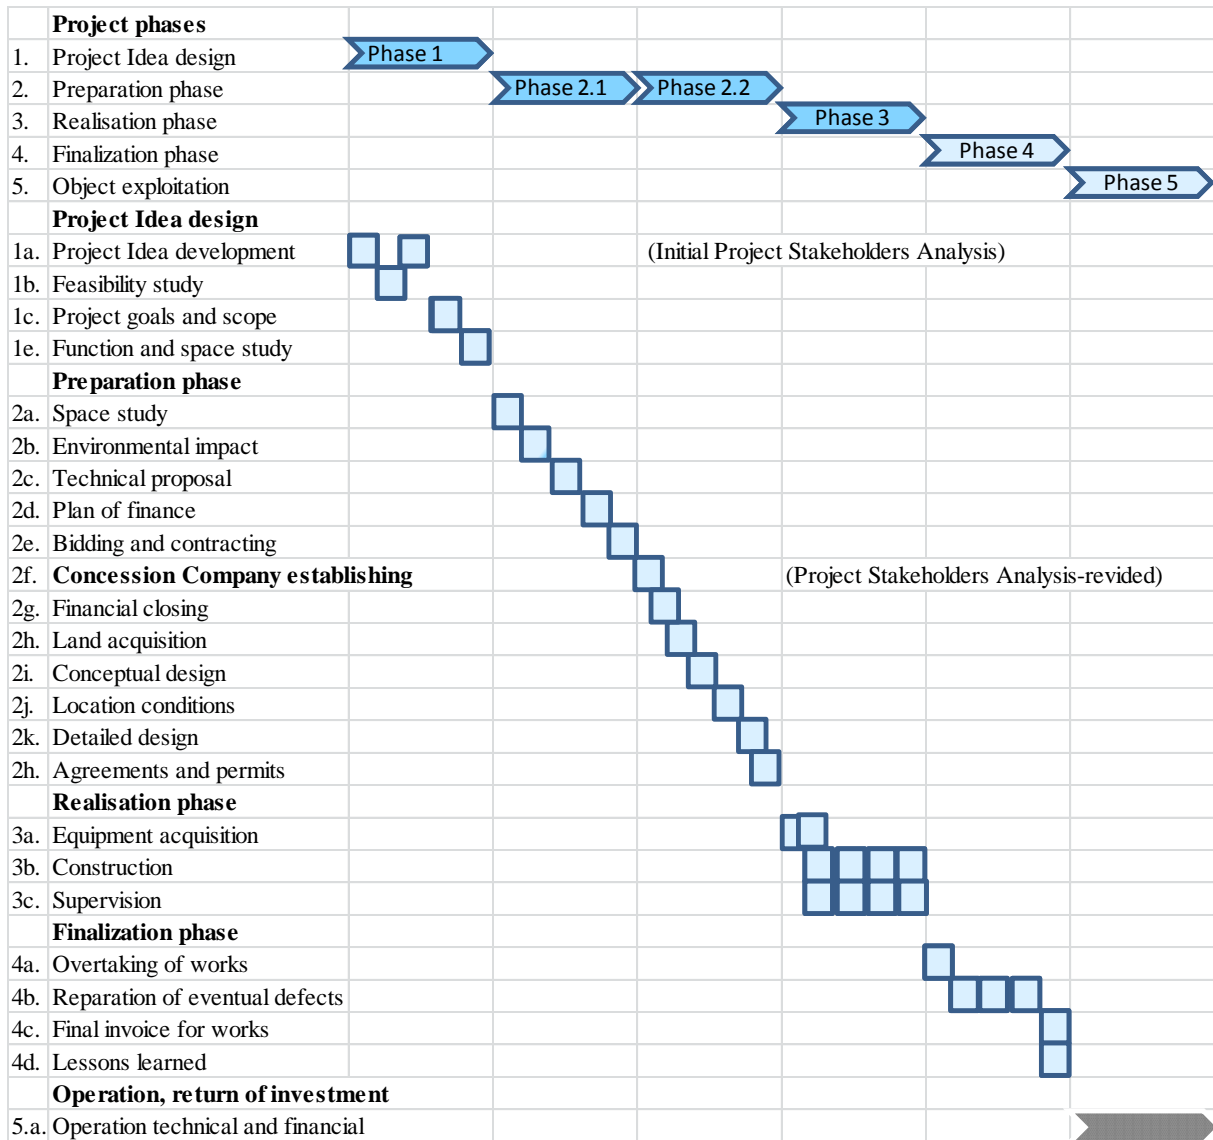 Project phases
1. Project Idea design Phase 1
2. Preparation phase Phase 2.1 Phase 2.2
3. Realisation phase Phase 3
4. Finalization phase Phase 4
5. Object exploitation Phase 5
Project Idea design
1a. Project Idea development (Initial Project Stakeholders Analysis)
1b. Feasibility study
1c. Project goals and scope
1e. Function and space study
Preparation phase
2a. Space study
2b. Environmental impact
2c. Technical proposal
2d. Plan of finance
2e. Bidding and contracting
2f. Concession Company establishing (Project Stakeholders Analysis-revided)
2g. Financial closing
2h. Land acquisition
2i. Conceptual design
2j. Location conditions
2k. Detailed design
2h. Agreements and permits
Realisation phase
3a. Equipment acquisition
3b. Construction
3c. Supervision
Finalization phase
4a. Overtaking of works
4b. Reparation of eventual defects
4c. Final invoice for works
4d. Lessons learned
Operation, return of investment
5.a. Operation technical and financial